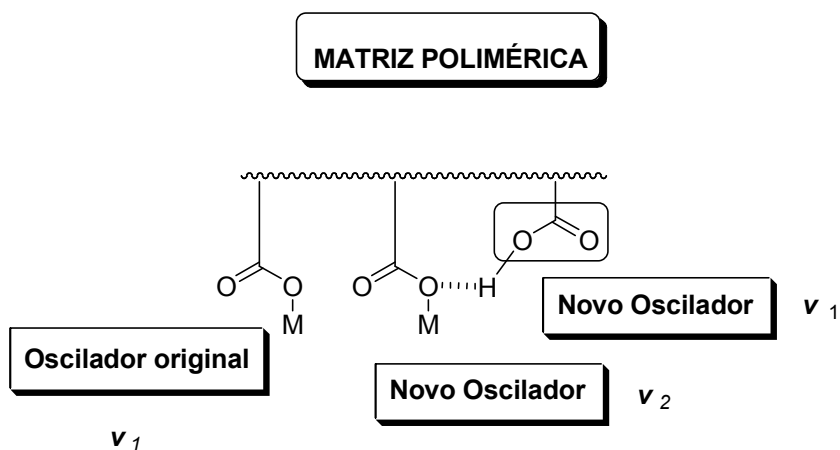 MATRIZ POLIMÉRICA
O O O O O O H
M M
Novo Oscilador ν 1
Oscilador original
Novo Oscilador ν 2
ν 1